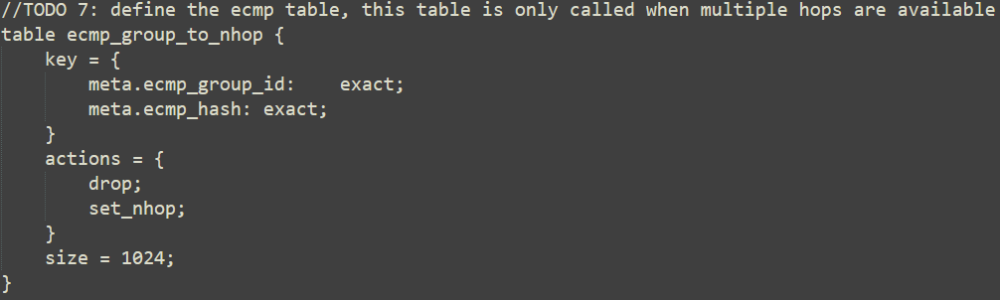 //TODO 7: define the ecmp table, this table is only called when multiple hops are available
table ecmp_group_to_nhop {
    key = {
        meta.ecmp_group_id:    exact;
        meta.ecmp_hash: exact;
    }
    actions = {
        drop;
        set_nhop;
    }
    size = 1024;
}